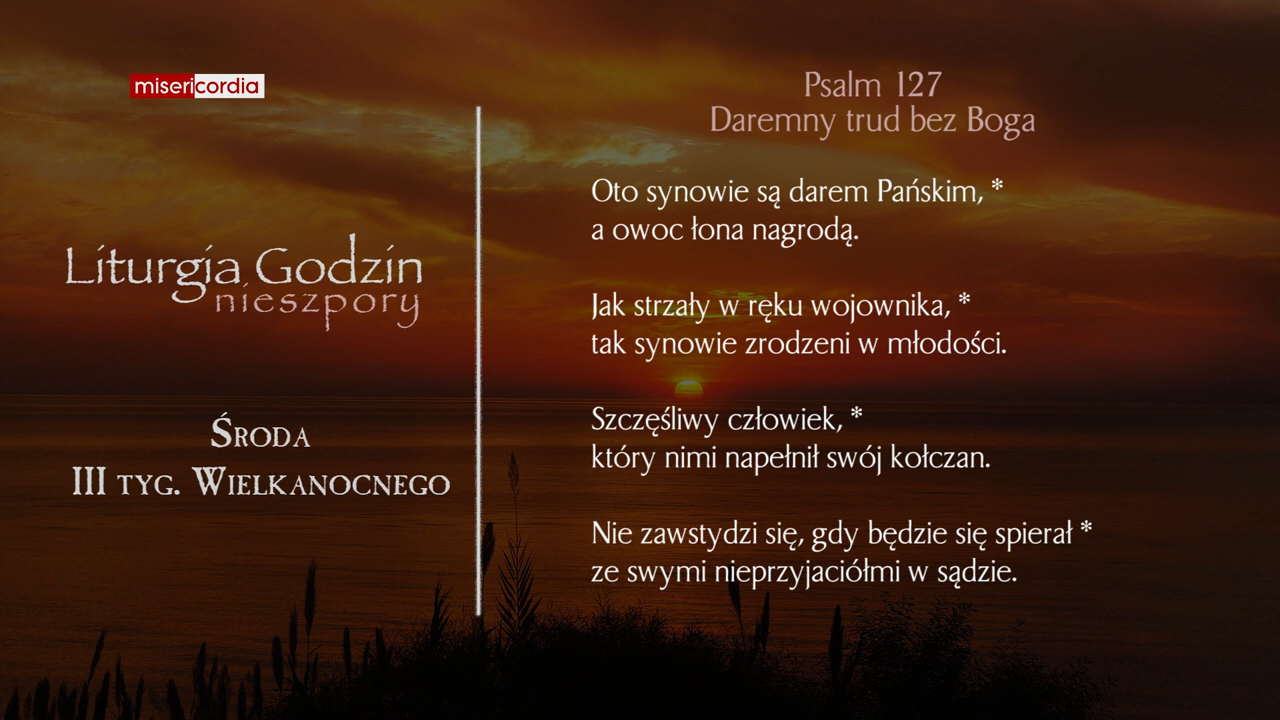 misericordia
Liturgia Godzin
nieszpory
Środa
III tyg. Wielkanocnego
Psalm 127
Daremny trud bez Boga
Oto synowie są darem Pańskim, *
a owoc łona nagrodą.
Jak strzały w ręku wojownika, *
tak synowie zrodzeni w młodości.
Szczęśliwy człowiek, *
który nimi napełnił swój kołczan.
Nie zawstydzi się, gdy będzie się spierał *
ze swymi nieprzyjaciółmi w sądzie.